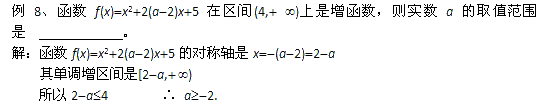 例 8、函数 f(x)=x²+2(a−2)x+5 在区间(4,+ ∞)上是增函数，则实数 a 的取值范围
是 ____________。
解：函数 f(x)=x²+2(a−2)x+5 的对称轴是 x=−(a−2)=2−a
其单调增区间是[2−a,+∞)
所以 2−a≤4 ∴ a≥−2.